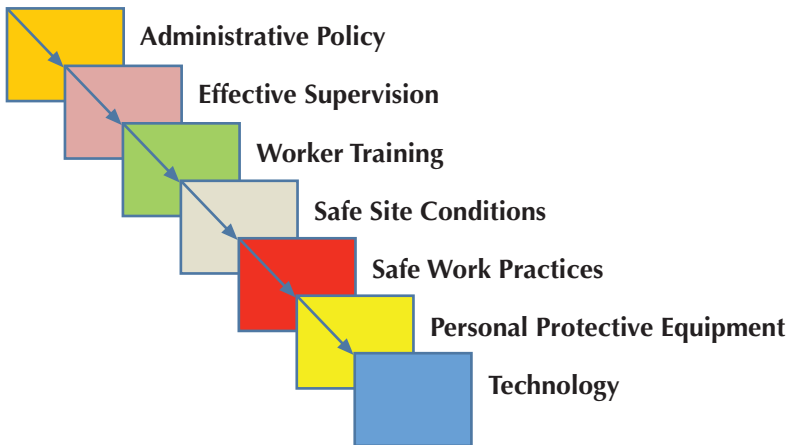 Administrative Policy
Effective Supervision
Worker Training
Safe Site Conditions
Safe Work Practices
Personal Protective Equipment
Technology